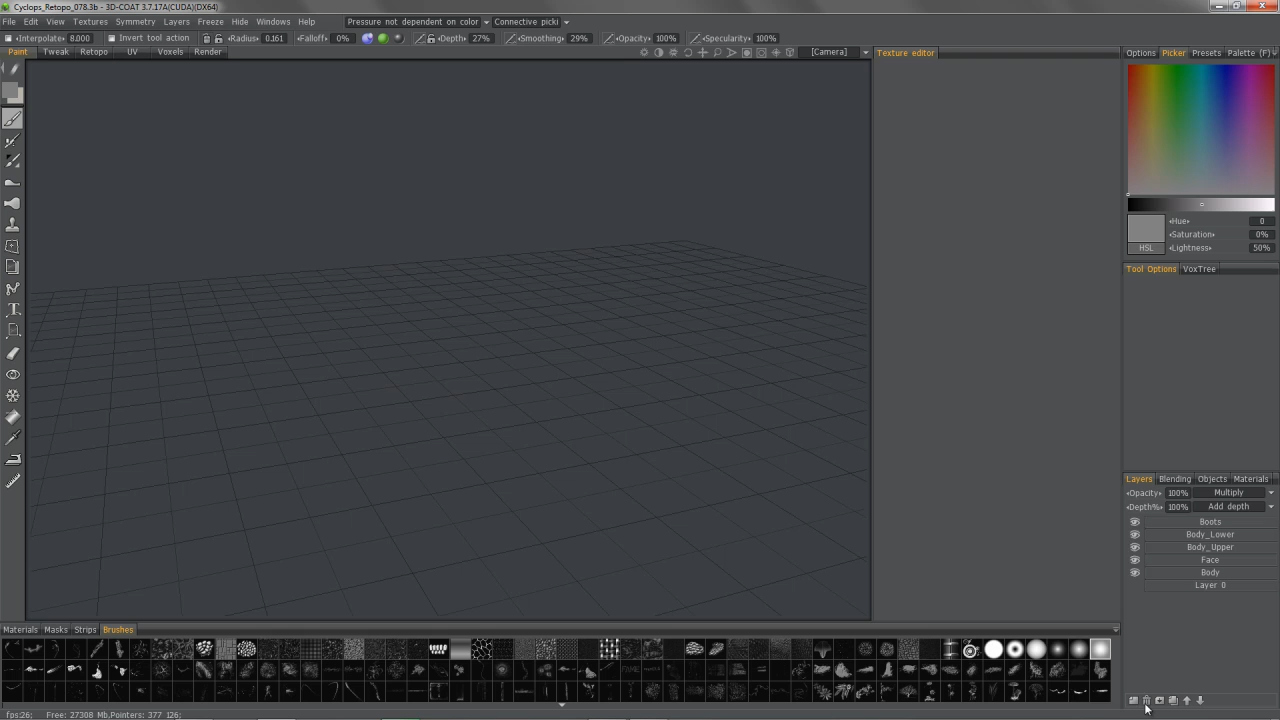 Cyclops_Retopo_078.3b - 3D-COAT 3.7.17A(CUDA)(DX64)
File Edit View Textures Symmetry Layers Freeze Hide Windows Help Pressure not dependent on color Connective picki
Interpolate 8.000 Invert tool action Radius 0.161 Falloff 0% Depth 27% Smoothing 29% Opacity 100% Specularity 100%
Paint Tweak Retopo UV Voxels Render [Camera] Texture editor Options Picker Presets Palette (F)
Hue 0
Saturation 0%
HSL Lightness 50%
Tool Options VoxTree
Layers Blending Objects Materials
Opacity 100% Multiply
Depth% 100% Add depth
Boots
Body_Lower
Body_Upper
Face
Body
Layer 0
Materials Masks Strips Brushes
fps:26; Free: 27308 Mb,Pointers: 377 126;